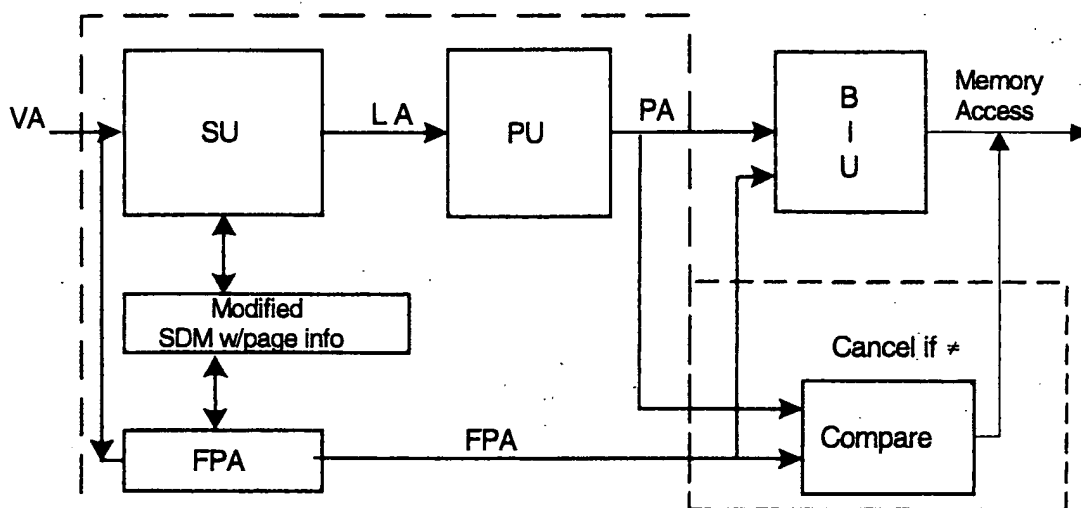 VA
SU
L A
PU
PA
B
I
U
Memory
Access
Modified
SDM w/page info
Cancel if ≠
FPA
FPA
Compare